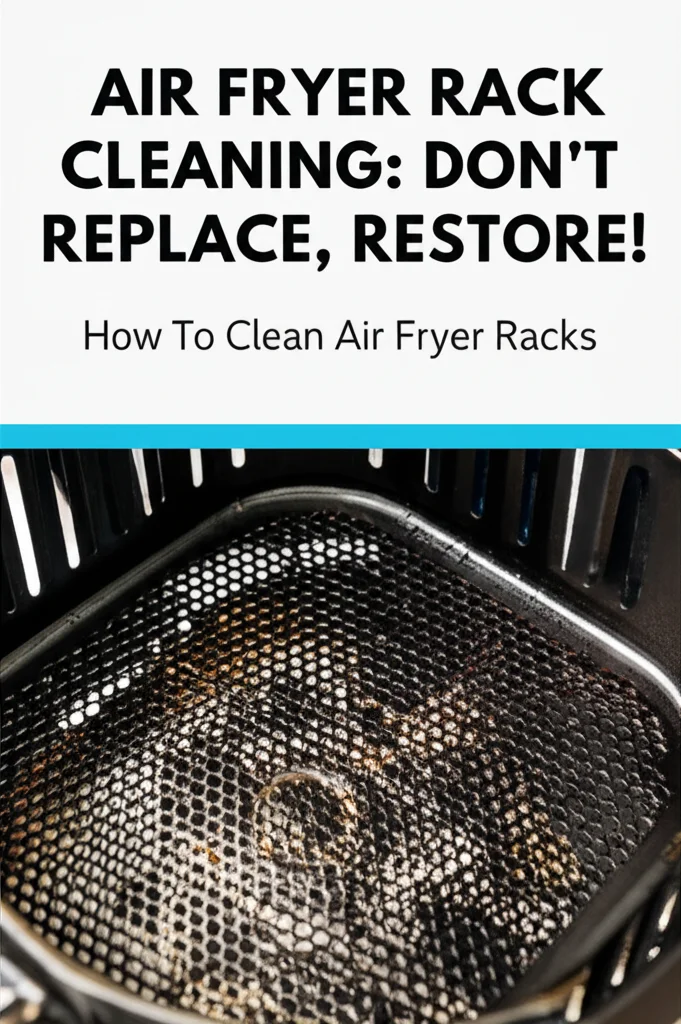 AIR FRYER RACK
CLEANING: DON'T
REPLACE, RESTORE!
How To Clean Air Fryer Racks